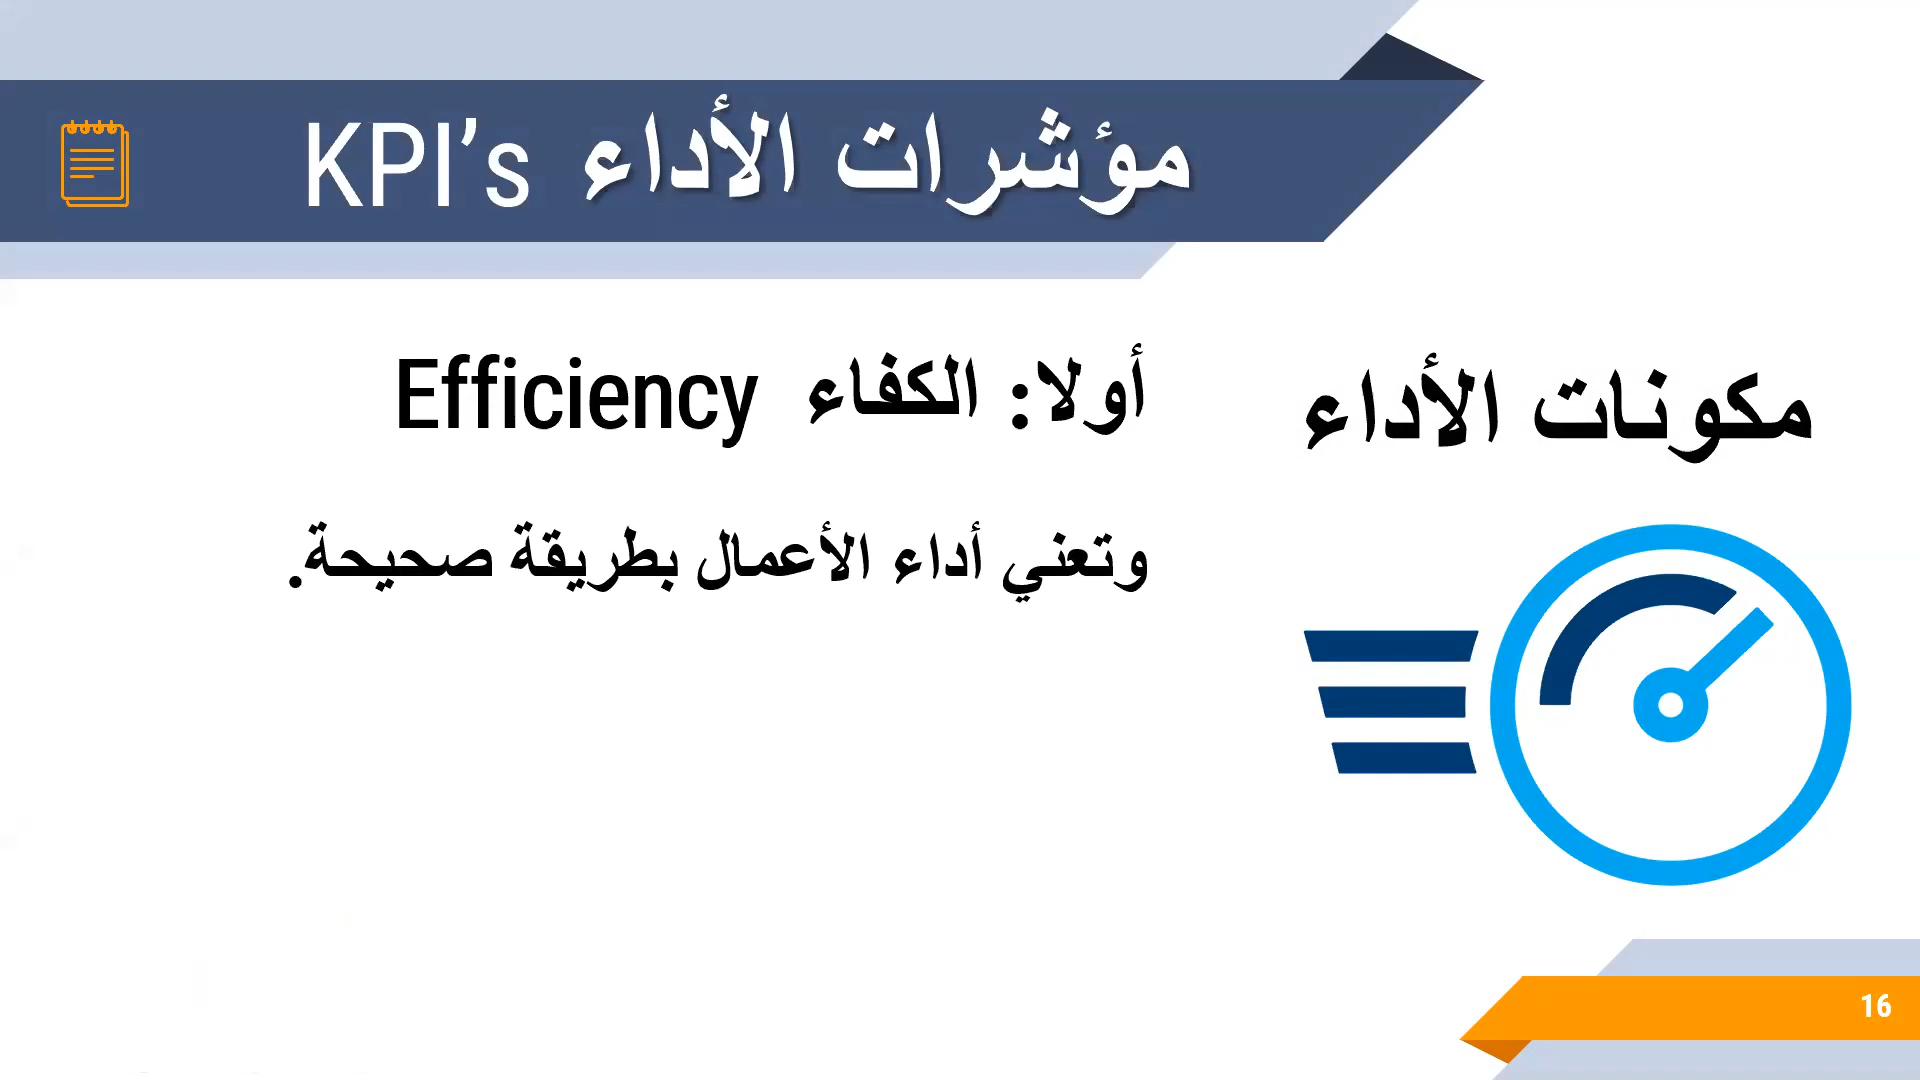 مؤشرات الأداء KPI’s
مكونات الأداء
أولا: الكفاء Efficiency
وتعني أداء الأعمال بطريقة صحيحة.
16